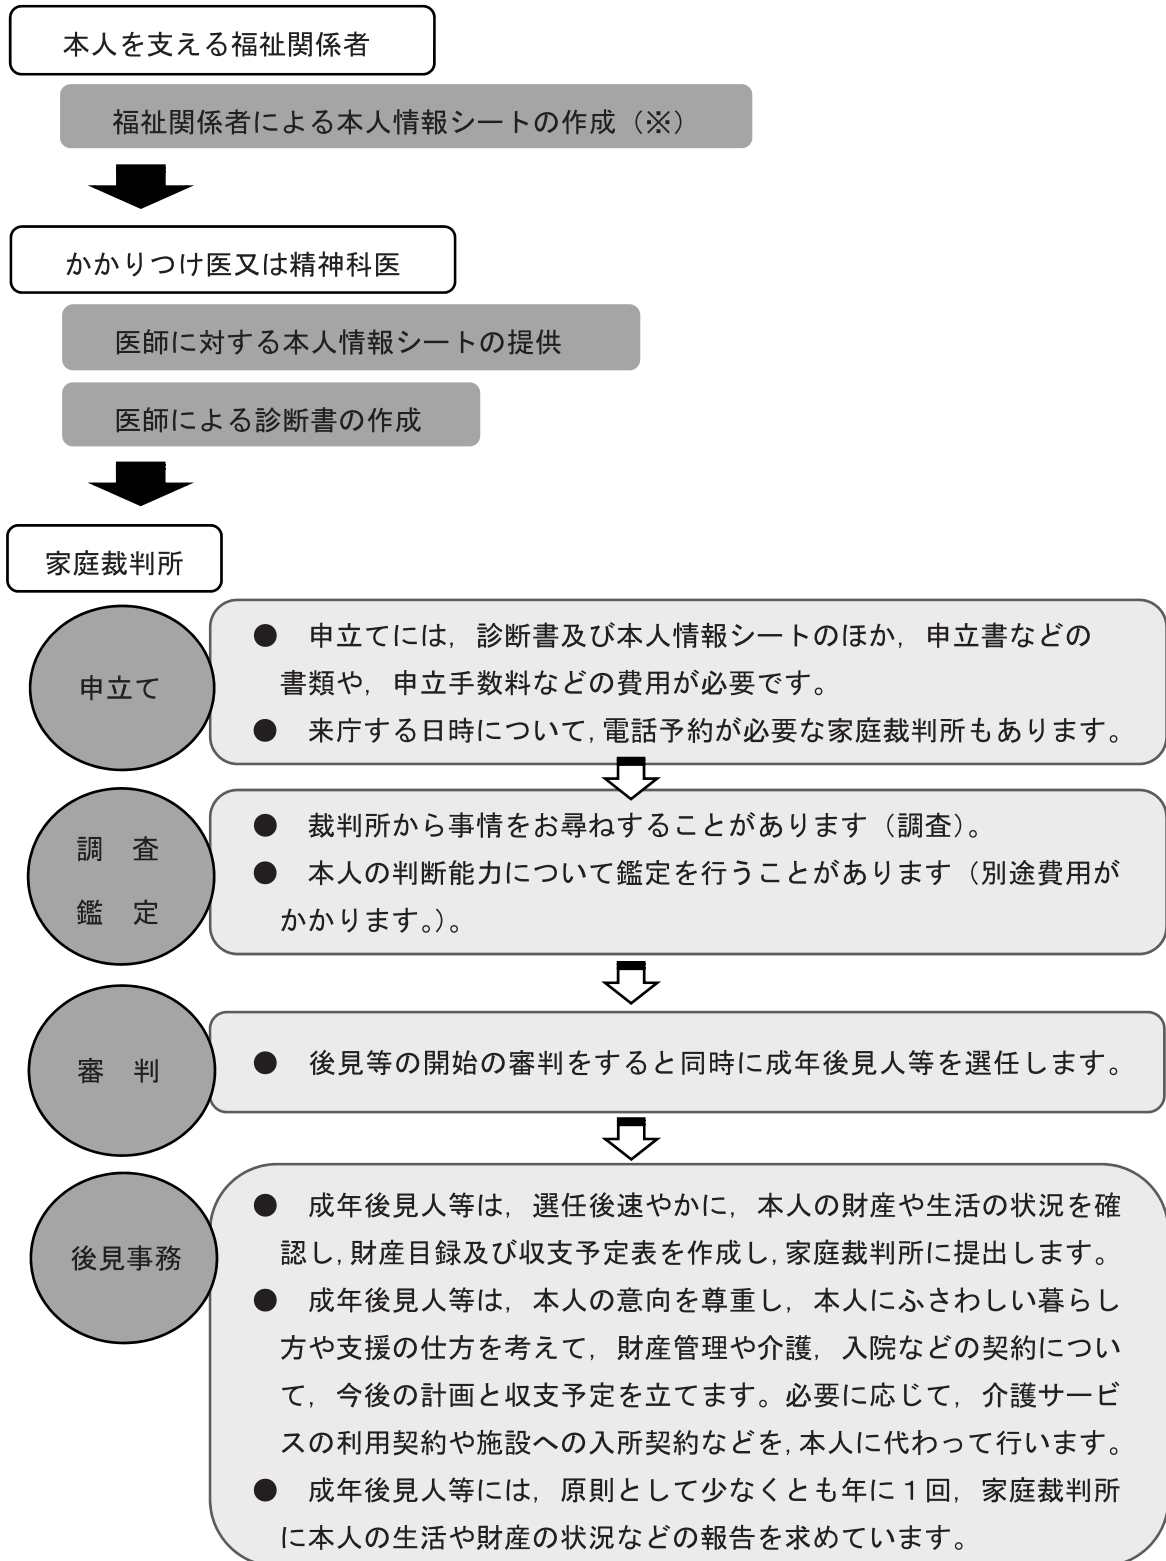 本人を支える福祉関係者
福祉関係者による本人情報シートの作成（※）
かかりつけ医又は精神科医
医師に対する本人情報シートの提供
医師による診断書の作成
家庭裁判所
申立て
●　申立てには，診断書及び本人情報シートのほか，申立書などの
書類や，申立手数料などの費用が必要です。
●　来庁する日時について，電話予約が必要な家庭裁判所もあります。
調　査
鑑　定
●　裁判所から事情をお尋ねすることがあります（調査）。
●　本人の判断能力について鑑定を行うことがあります（別途費用が
かかります。）。
審　判
●　後見等の開始の審判をすると同時に成年後見人等を選任します。
後見事務
●　成年後見人等は，選任後速やかに，本人の財産や生活の状況を確
認し，財産目録及び収支予定表を作成し，家庭裁判所に提出します。
●　成年後見人等は，本人の意向を尊重し，本人にふさわしい暮らし
方や支援の仕方を考えて，財産管理や介護，入院などの契約につい
て，今後の計画と収支予定を立てます。必要に応じて，介護サービ
スの利用契約や施設への入所契約などを，本人に代わって行います。
●　成年後見人等には，原則として少なくとも年に１回，家庭裁判所
に本人の生活や財産の状況などの報告を求めています。